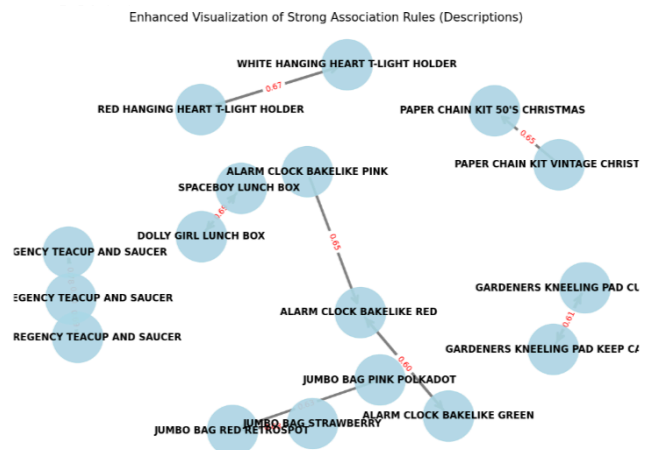 Enhanced Visualization of Strong Association Rules (Descriptions)
WHITE HANGING HEART T-LIGHT HOLDER
0.67
RED HANGING HEART T-LIGHT HOLDER
PAPER CHAIN KIT 50'S CHRISTMAS
0.65
PAPER CHAIN KIT VINTAGE CHRIST
ALARM CLOCK BAKELIKE PINK
SPACEBOY LUNCH BOX
DOLLY GIRL LUNCH BOX
0.65
GENCY TEACUP AND SAUCER
EGENCY TEACUP AND SAUCER
REGENCY TEACUP AND SAUCER
GARDENERS KNEELING PAD CU
0.61
GARDENERS KNEELING PAD KEEP CA
ALARM CLOCK BAKELIKE RED
0.60
JUMBO BAG PINK POLKADOT
ALARM CLOCK BAKELIKE GREEN
JUMBO BAG STRAWBERRY
JUMBO BAG RED RETROSPOT